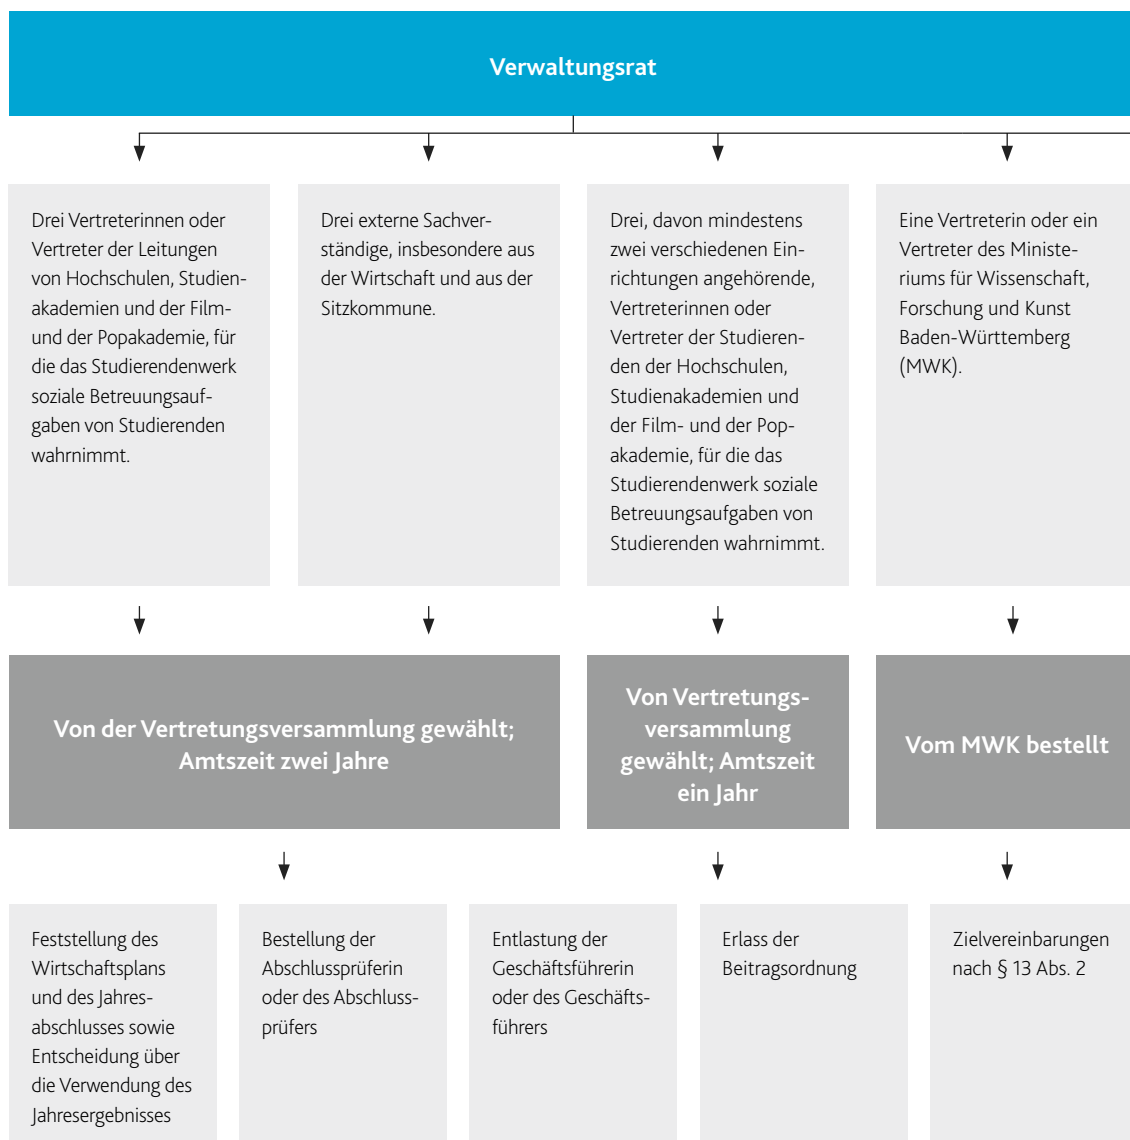 Verwaltungsrat
Drei Vertreterinnen oder
Vertreter der Leitungen
von Hochschulen, Studien-
akademien und der Film-
und der Popakademie, für
die das Studierendenwerk
soziale Betreuungsauf-
gaben von Studierenden
wahrnimmt.
Drei externe Sachver-
ständige, insbesondere aus
der Wirtschaft und aus der
Sitzkommune.
Drei, davon mindestens
zwei verschiedenen Ein-
richtungen angehörende,
Vertreterinnen oder
Vertreter der Studieren-
den der Hochschulen,
Studienakademien und
der Film- und der Pop-
akademie, für die das
Studierendenwerk soziale
Betreuungsaufgaben von
Studierenden wahrnimmt.
Eine Vertreterin oder ein
Vertreter des Ministe-
riums für Wissenschaft,
Forschung und Kunst
Baden-Württemberg
(MWK).
Von der Vertretungsversammlung gewählt;
Amtszeit zwei Jahre
Von Vertretungs-
versammlung
gewählt; Amtszeit
ein Jahr
Vom MWK bestellt
Feststellung des
Wirtschaftsplans
und des Jahres-
abschlusses sowie
Entscheidung über
die Verwendung des
Jahresergebnisses
Bestellung der
Abschlussprüferin
oder des Abschluss-
prüfers
Entlastung der
Geschäftsführerin
oder des Geschäfts-
führers
Erlass der
Beitragsordnung
Zielvereinbarungen
nach § 13 Abs. 2